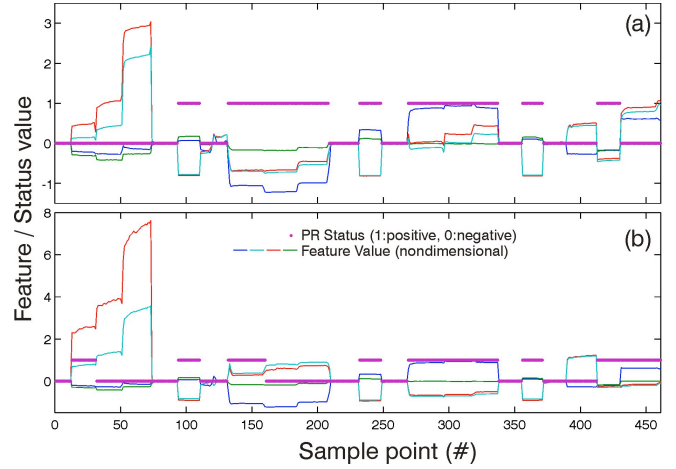 (a)
3
2
1
0
-1
Feature / Status value
(b)
PR Status (1:positive, 0:negative)
Feature Value (nondimensional)
8
6
4
2
0
0 50 100 150 200 250 300 350 400 450
Sample point (#)